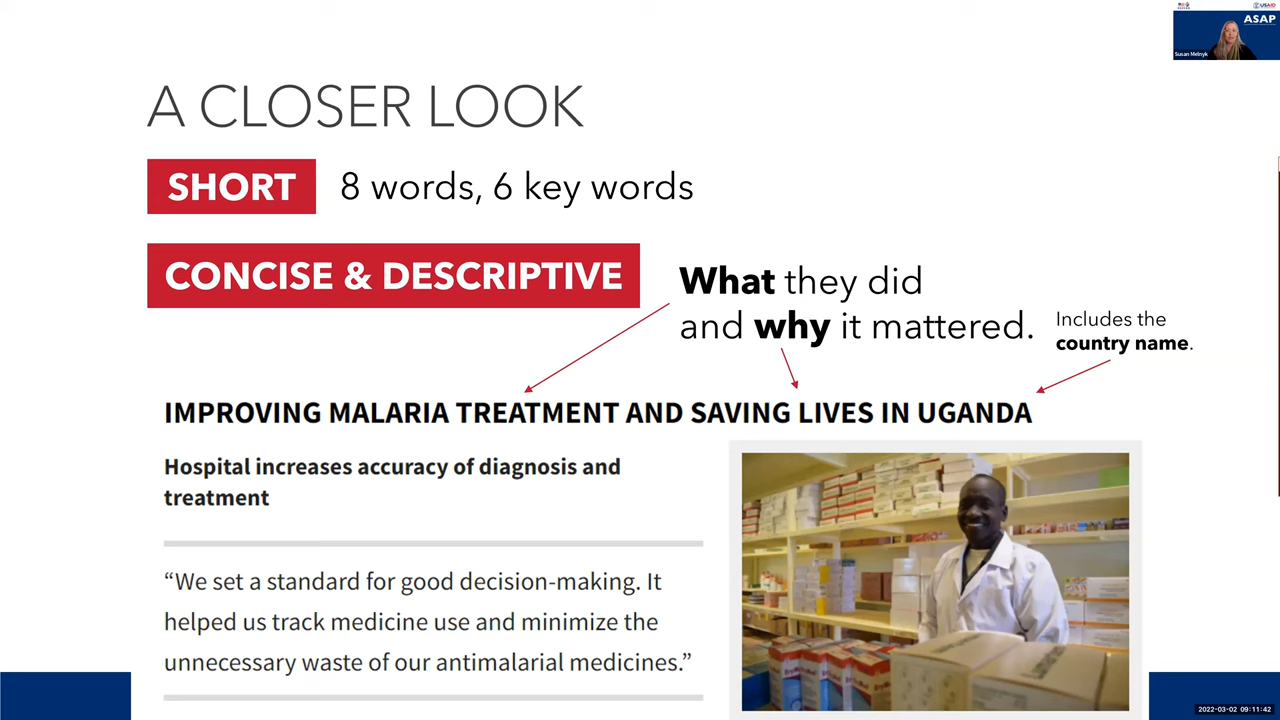 USAID
ASAP
Susan Melnyk
A CLOSER LOOK
SHORT
8 words, 6 key words
CONCISE & DESCRIPTIVE
What they did
and why it mattered.
Includes the
country name.
IMPROVING MALARIA TREATMENT AND SAVING LIVES IN UGANDA
Hospital increases accuracy of diagnosis and
treatment
“We set a standard for good decision-making. It
helped us track medicine use and minimize the
unnecessary waste of our antimalarial medicines.”
2022-03-02 09:11:42